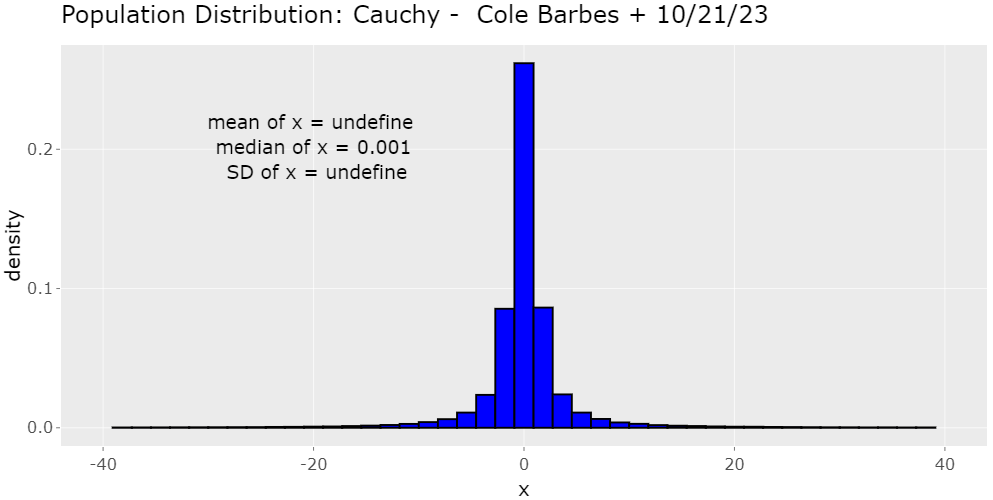 Population Distribution: Cauchy -  Cole Barbes + 10/21/23
mean of x = undefine
median of x = 0.001
SD of x = undefine
density
0.2
0.1
0.0
-40
-20
0
20
40
x